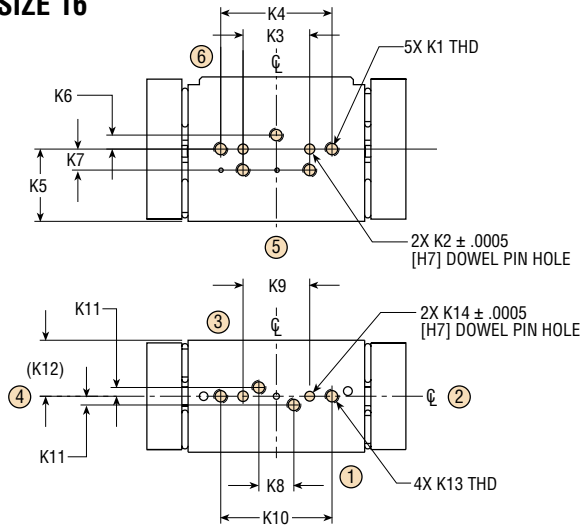 SIZE 16
K4
K3
5X K1 THD
6
℄
K6
K7
K5
2X K2 ± .0005
[H7] DOWEL PIN HOLE
5
K9
K11
3
℄
2X K14 ± .0005
[H7] DOWEL PIN HOLE
(K12)
4
℄
2
K11
K8
1
4X K13 THD
K10